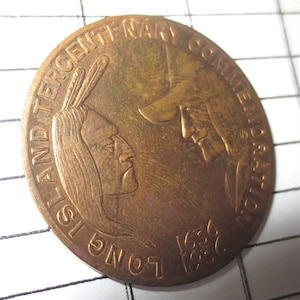 LONG ISLAND TERCENTENARY COMMEMORATION
1636
1936